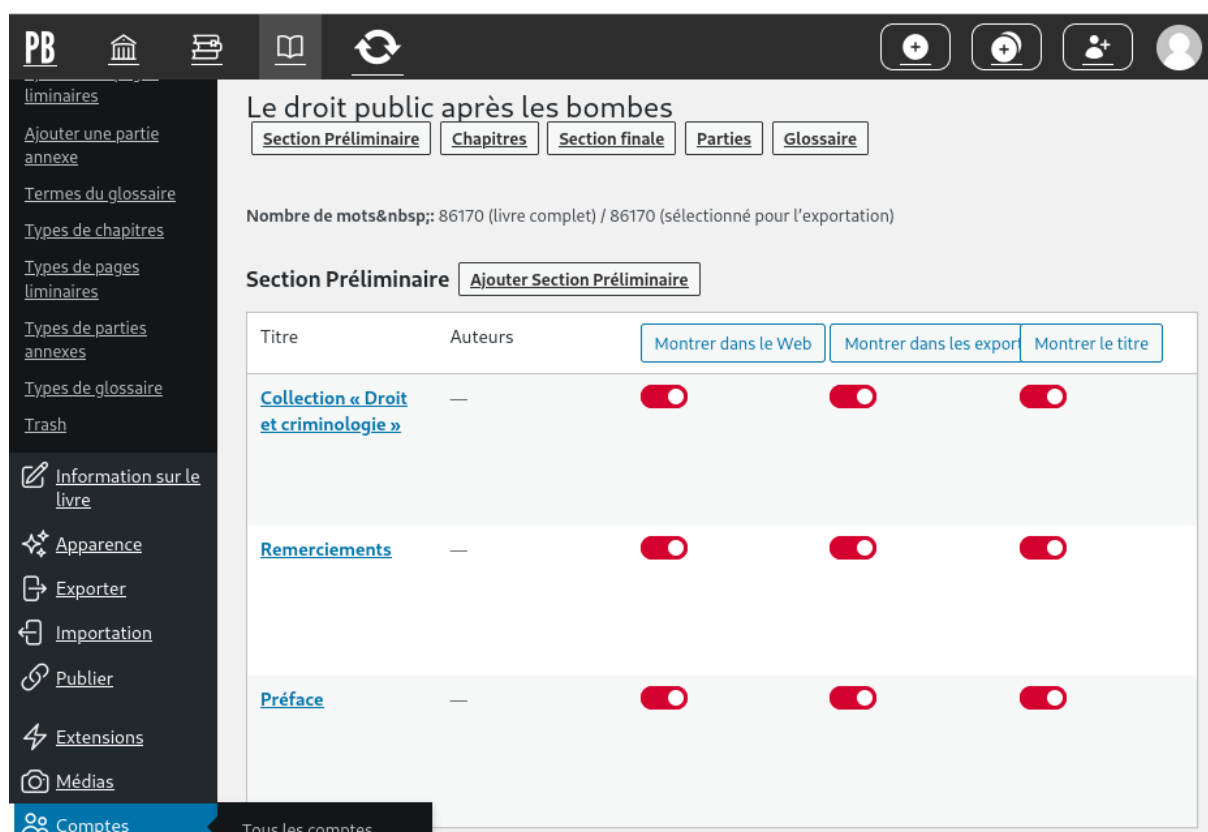 PB
liminaires
Ajouter une partie
annexe
Termes du glossaire
Types de chapitres
Types de pages
liminaires
Types de parties
annexes
Types de glossaire
Trash
Information sur le
livre
Apparence
Exporter
Importation
Publier
Extensions
Médias
Comptes
Tous les comptes
Le droit public après les bombes
Section Préliminaire Chapitres Section finale Parties Glossaire
Nombre de mots&nbsp;: 86170 (livre complet) / 86170 (sélectionné pour l'exportation)
Section Préliminaire Ajouter Section Préliminaire
Titre Auteurs Montrer dans le Web Montrer dans les export Montrer le titre
Collection « Droit —
et criminologie »
Remerciements —
Préface —